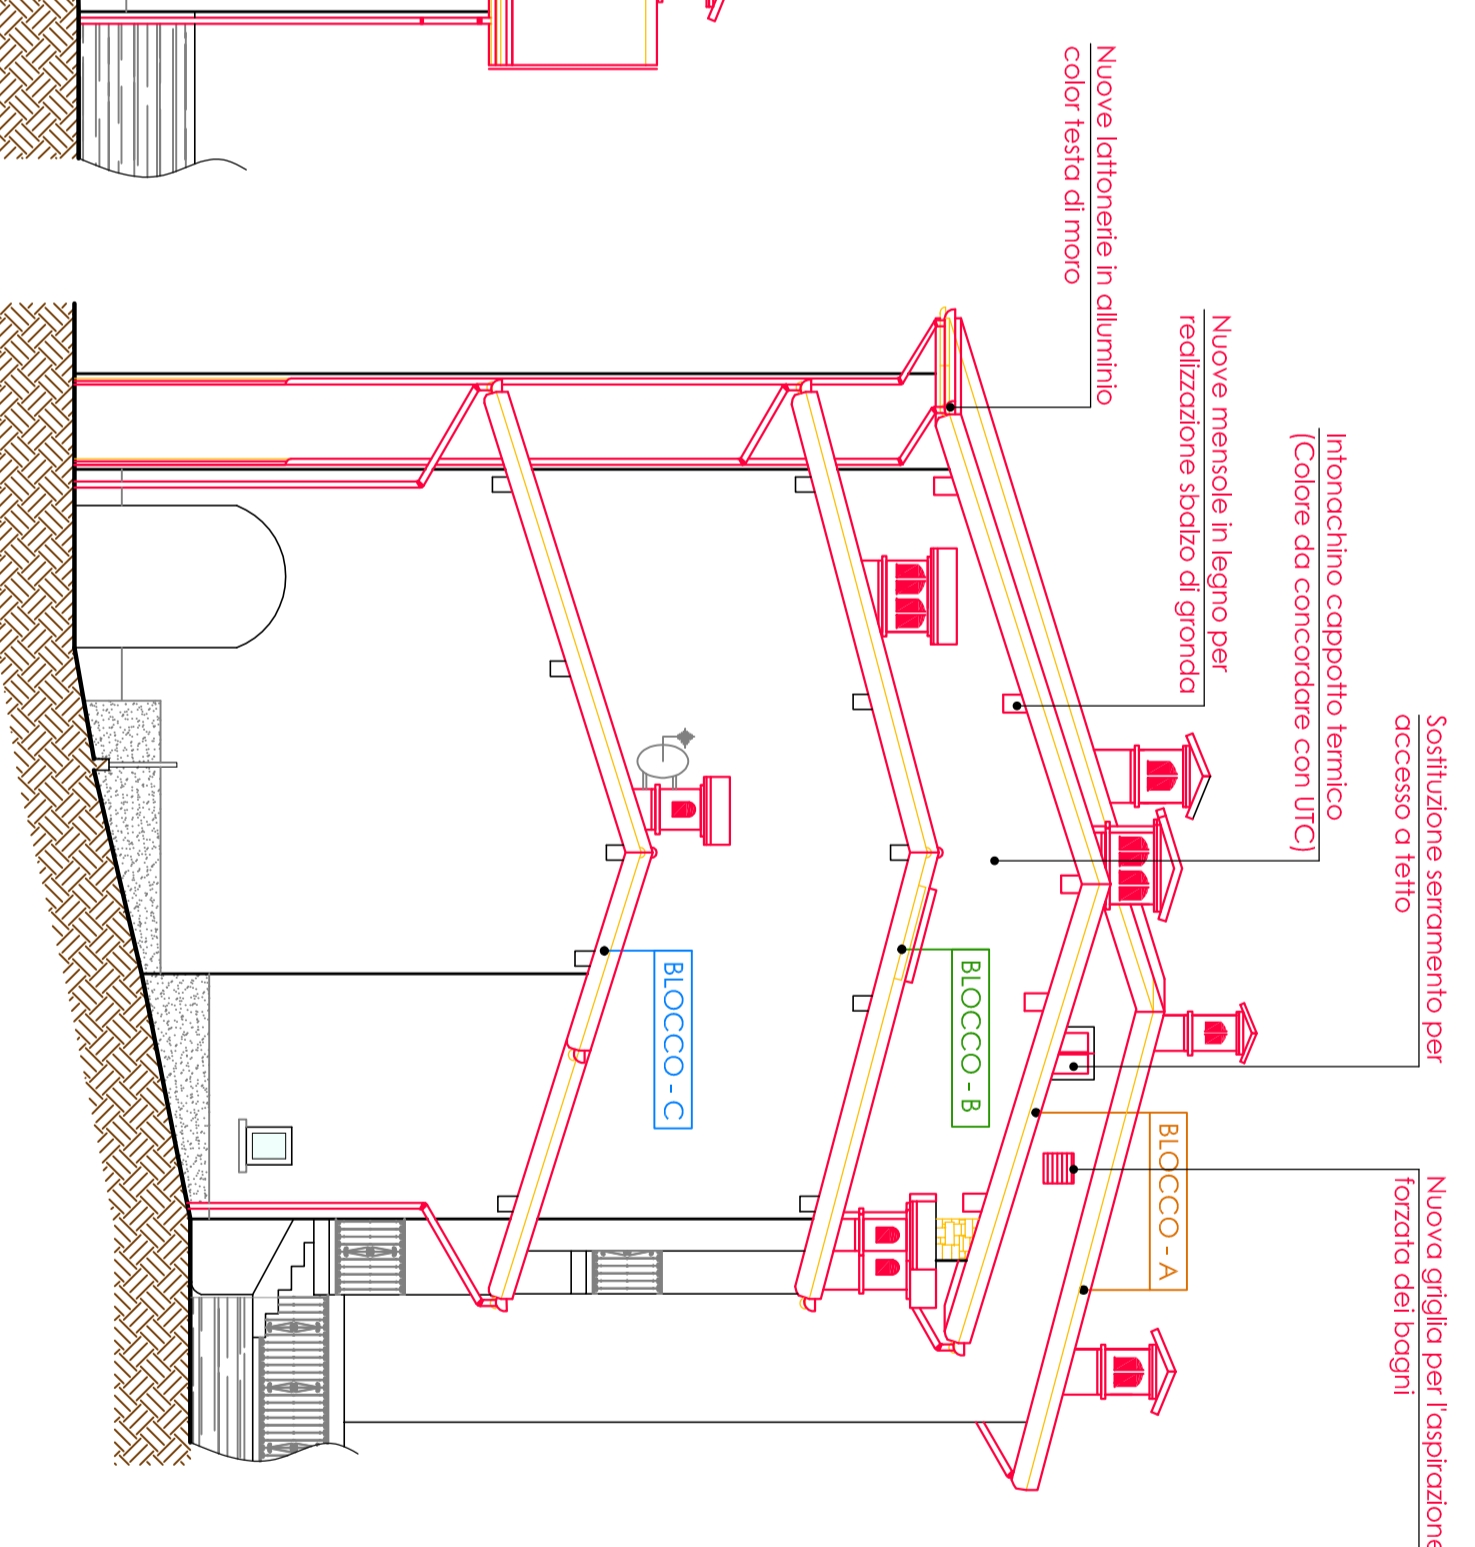 Nuove lattonerie in alluminio
color testa di moro
Nuove mensole in legno per
realizzazione sbalzo di gronda
Intonachino cappotto termico
(Colore da concordare con UTC)
Sostituzione serramento per
accesso a tetto
Nuova griglia per l'aspirazione
forzata dei bagni
BLOCCO - A
BLOCCO - B
BLOCCO - C